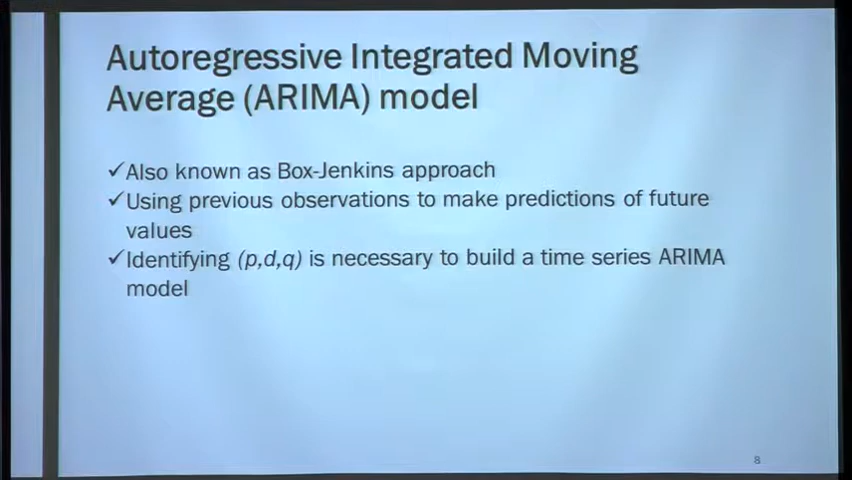 Autoregressive Integrated Moving
Average (ARIMA) model
✓Also known as Box-Jenkins approach
✓Using previous observations to make predictions of future
values
✓Identifying (p,d,q) is necessary to build a time series ARIMA
model
8